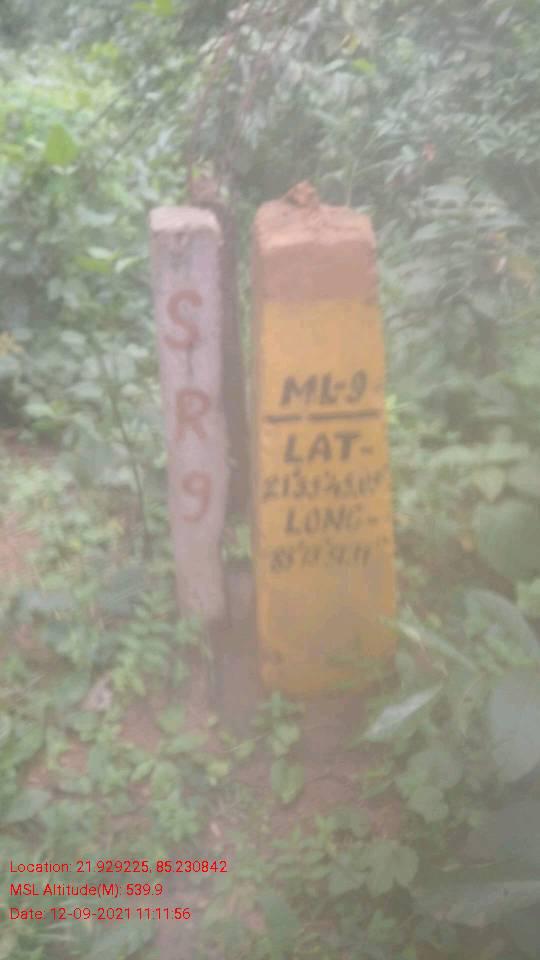 S
R
9
ML-9
LAT-
LONG-
Location: 21.929225, 85.230842
MSL Altitude(M): 539.9
Date: 12-09-2021 11:11:56